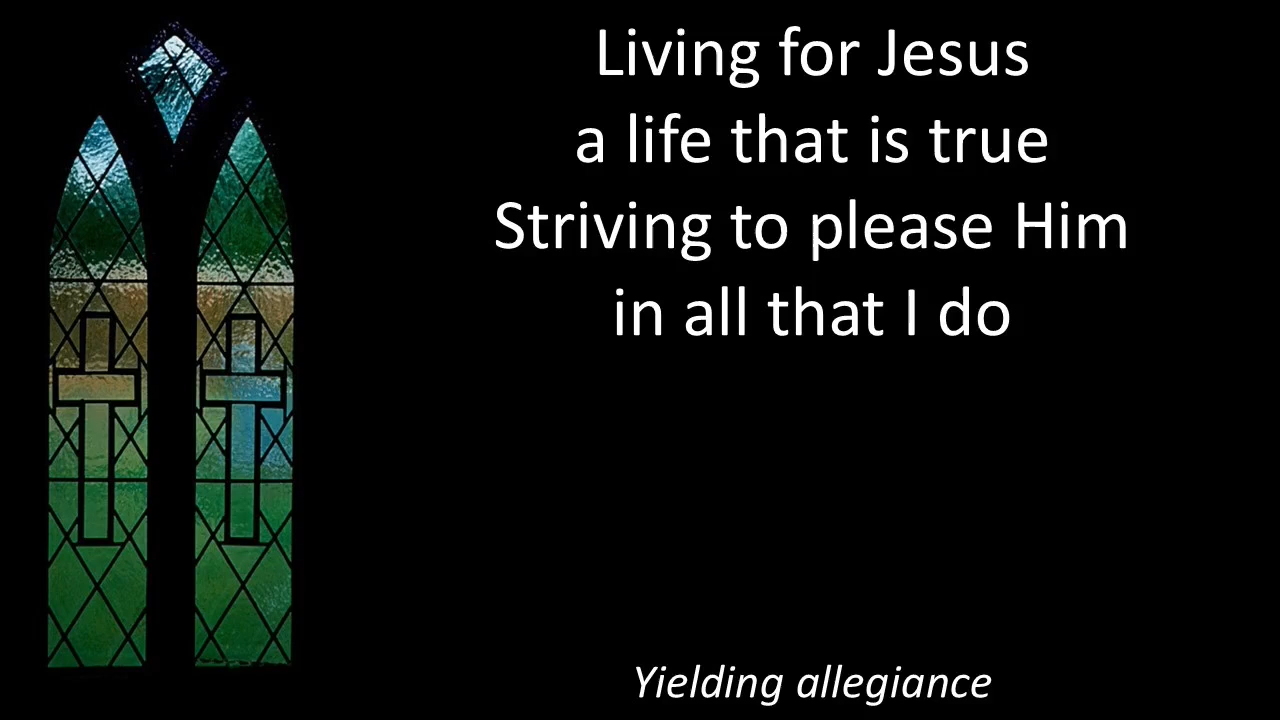 Living for Jesus
a life that is true
Striving to please Him
in all that I do
Yielding allegiance